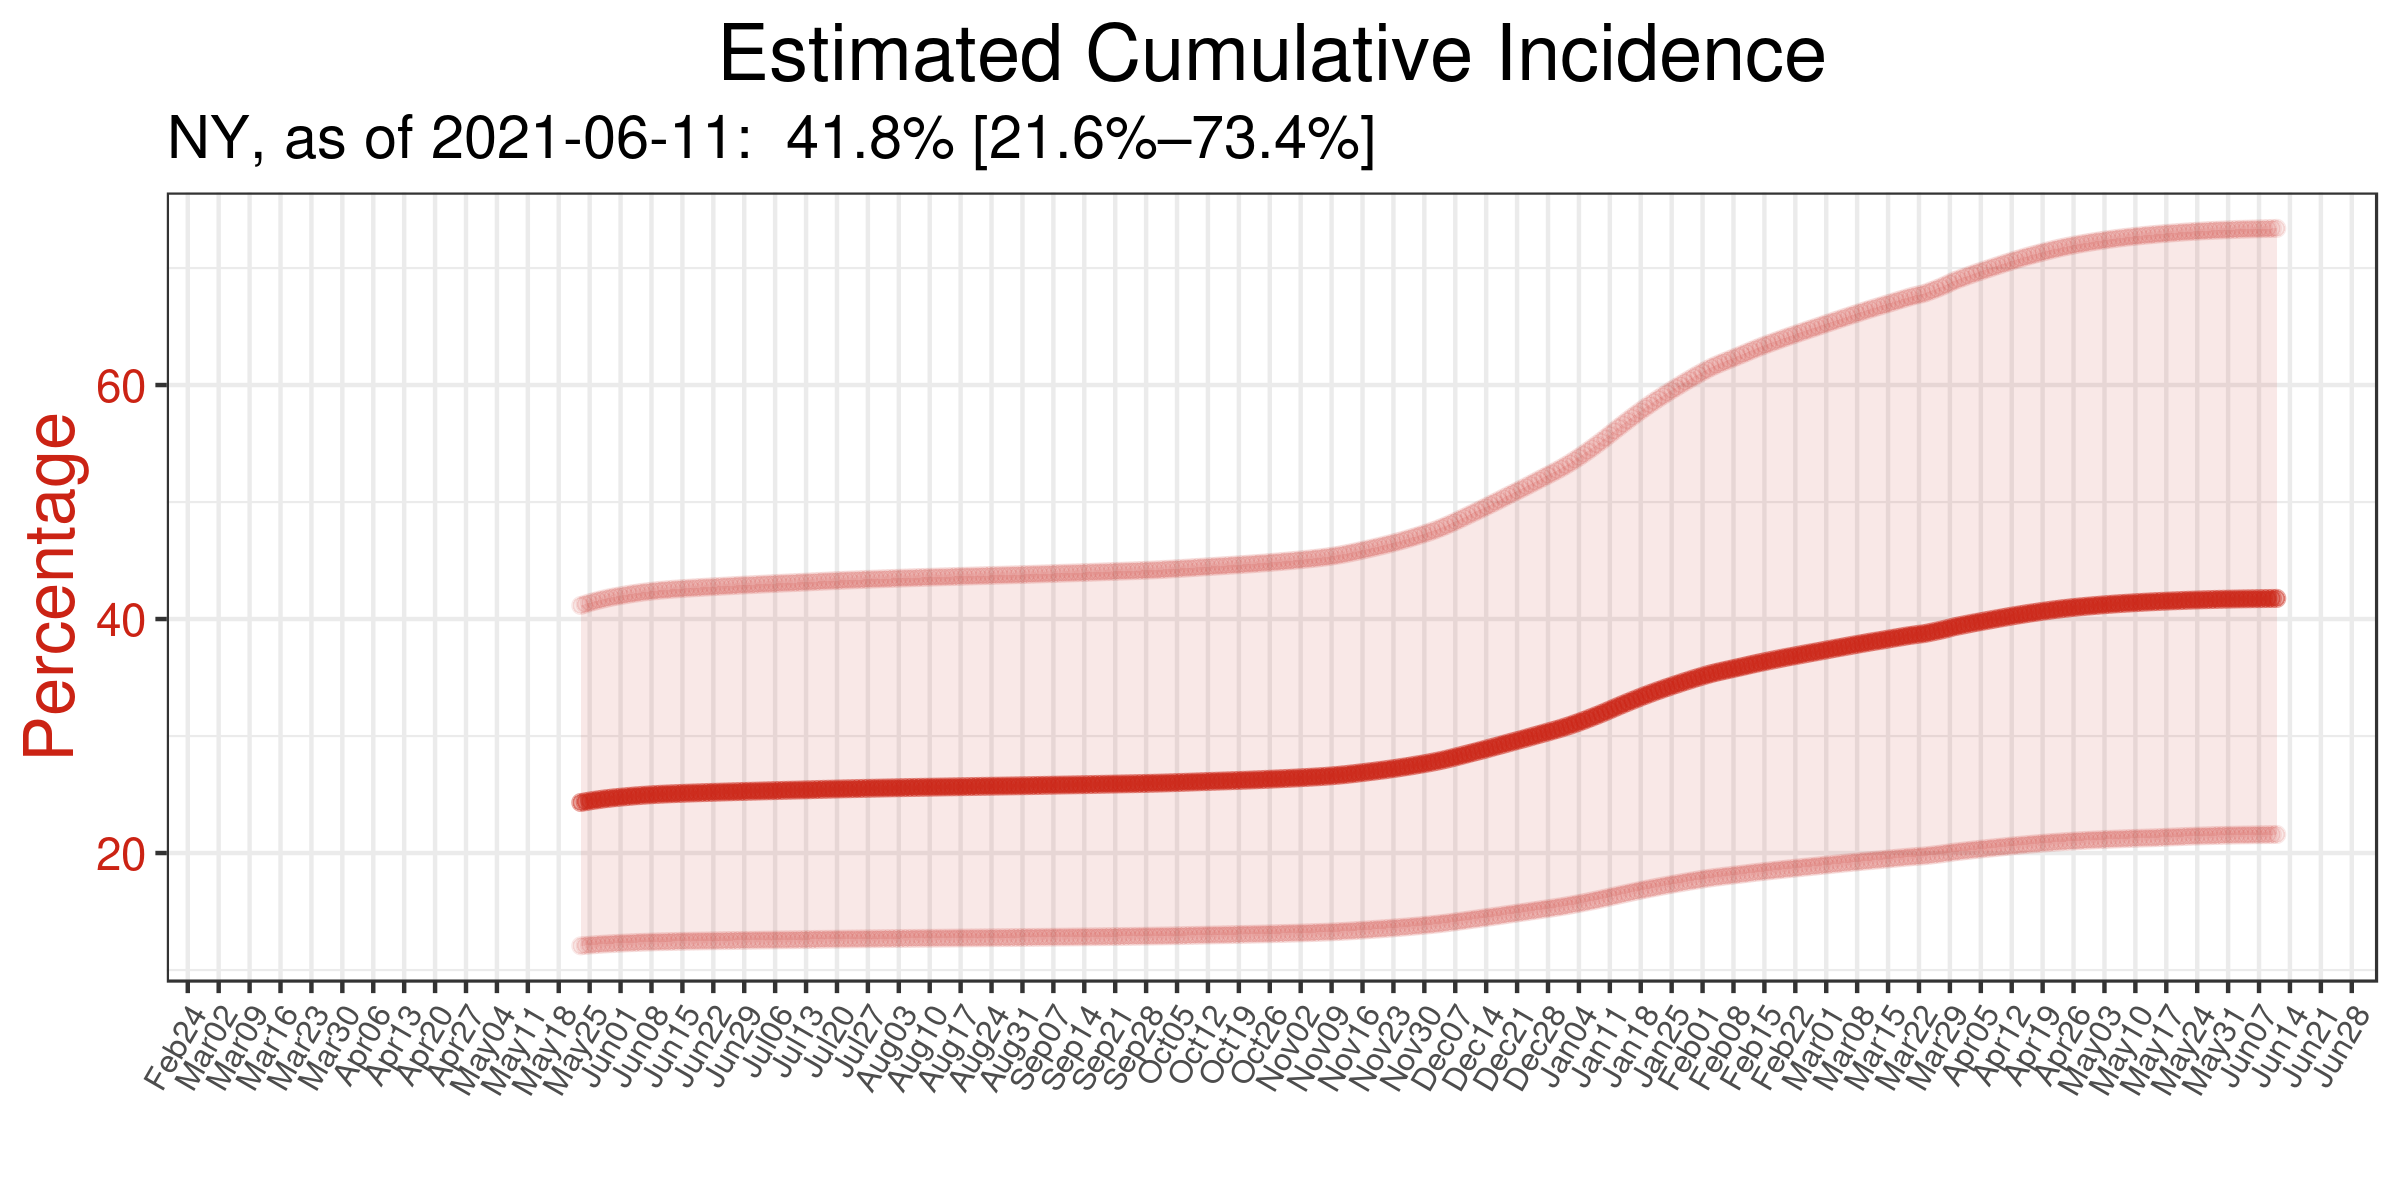 Estimated Cumulative Incidence
NY, as of 2021-06-11:  41.8% [21.6%–73.4%]
Percentage
60
40
20
Feb24
Mar02
Mar09
Mar16
Mar23
Mar30
Apr06
Apr13
Apr20
Apr27
May04
May11
May18
May25
Jun01
Jun08
Jun15
Jun22
Jun29
Jul06
Jul13
Jul20
Jul27
Aug03
Aug10
Aug17
Aug24
Aug31
Sep07
Sep14
Sep21
Sep28
Oct05
Oct12
Oct19
Oct26
Nov02
Nov09
Nov16
Nov23
Nov30
Dec07
Dec14
Dec21
Dec28
Jan04
Jan11
Jan18
Jan25
Feb01
Feb08
Feb15
Feb22
Mar01
Mar08
Mar15
Mar22
Mar29
Apr05
Apr12
Apr19
Apr26
May03
May10
May17
May24
May31
Jun07
Jun14
Jun21
Jun28